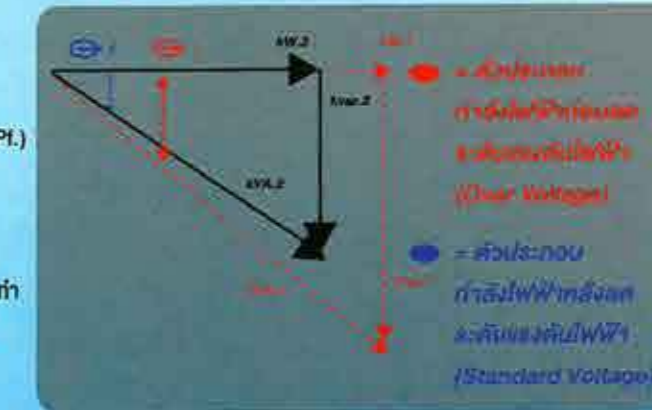 Pf.)
kW.2
kvar.2
kVA.2
= ตัวประกอบ
กำลังไฟฟ้าก่อนลด
ระดับแรงดันไฟฟ้า
(Over Voltage)
= ตัวประกอบ
กำลังไฟฟ้าหลังลด
ระดับแรงดันไฟฟ้า
(Standard Voltage)